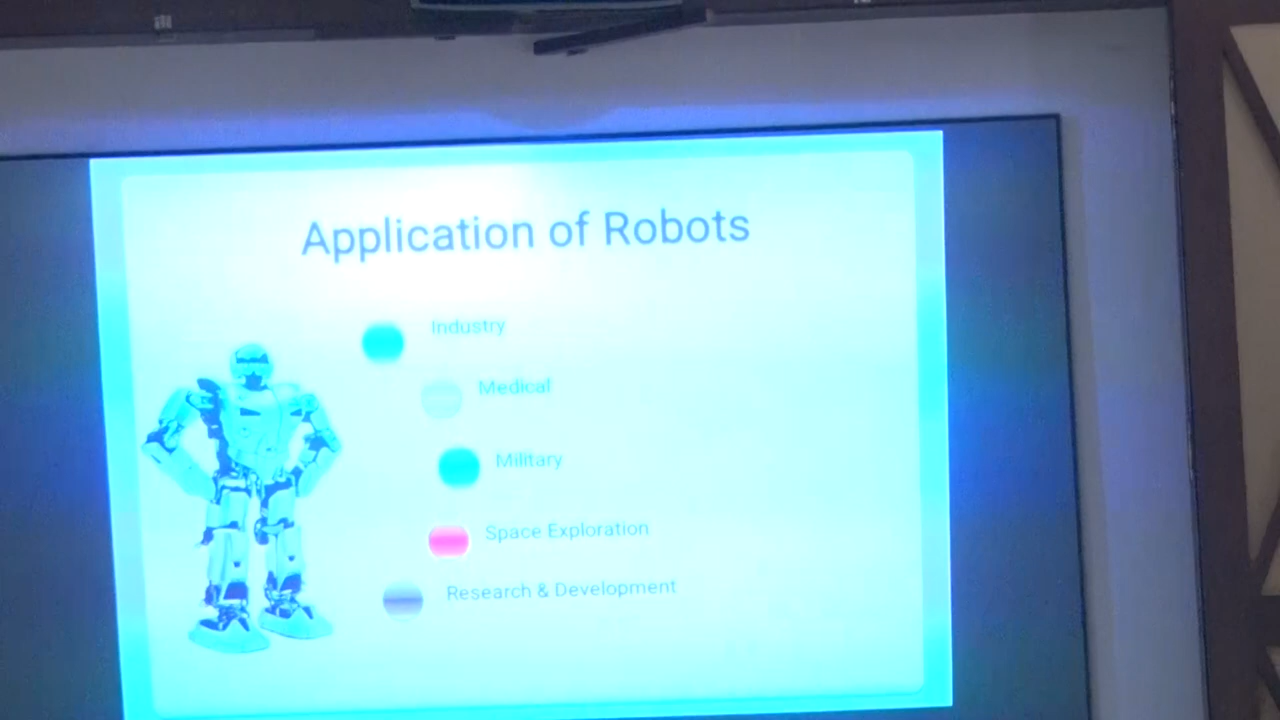 Application of Robots
Industry
Medical
Military
Space Exploration
Research & Development